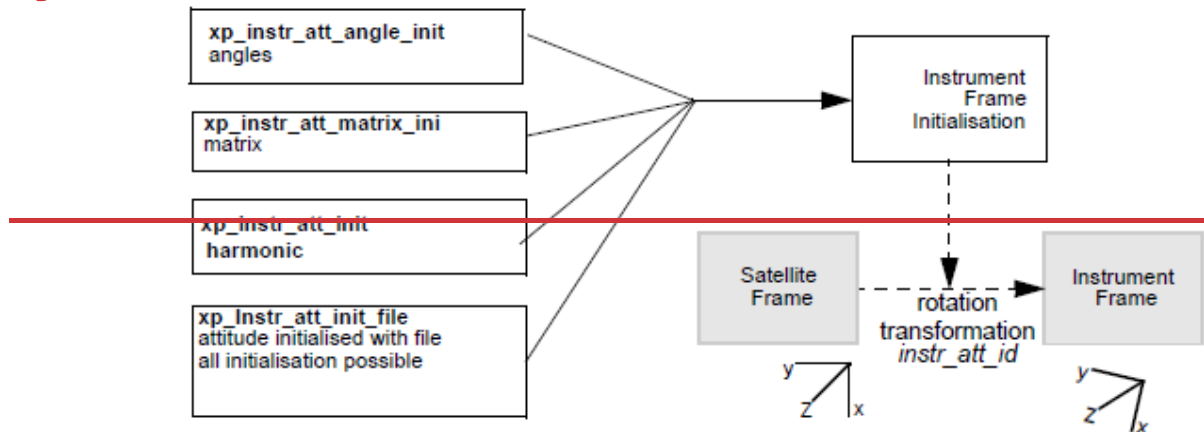 xp_instr_att_angle_init
angles
Instrument
Frame
Initialisation
xp_instr_att_matrix_ini
matrix
xp_instr_att_init
harmonic
Satellite
Frame
Instrument
Frame
rotation
transformation
instr_att_id
xp_Instr_att_init_file
attitude initialised with file
all initialisation possible
y
Z
x
y
z
x